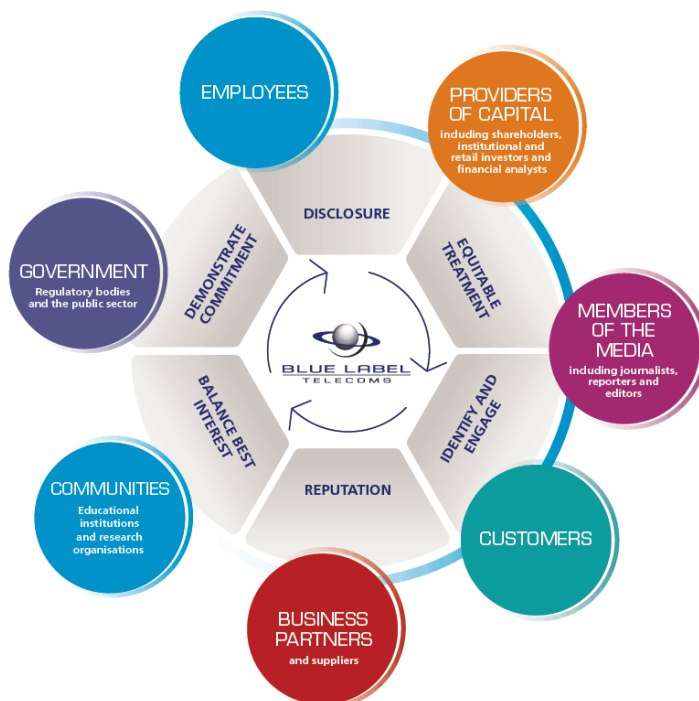 EMPLOYEES
PROVIDERS
OF CAPITAL
including shareholders,
institutional and
retail investors and
financial analysts
DISCLOSURE
DEMONSTRATE
COMMITMENT
EQUITABLE
TREATMENT
GOVERNMENT
Regulatory bodies
and the public sector
MEMBERS
OF THE
MEDIA
including journalists,
reporters and
editors
BLUE LABEL
TELECOMS
BALANCE BEST
INTEREST
IDENTIFY AND
ENGAGE
REPUTATION
COMMUNITIES
Educational
institutions
and research
organisations
CUSTOMERS
BUSINESS
PARTNERS
and suppliers